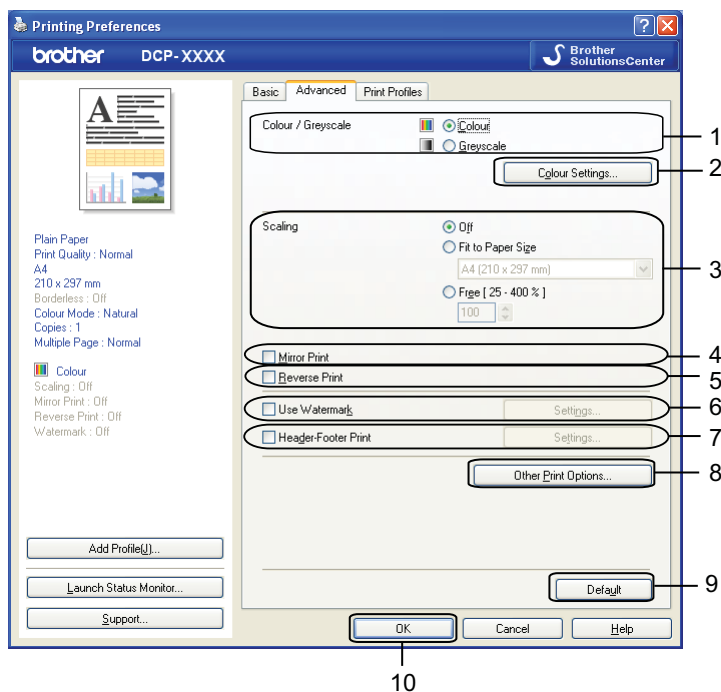 Printing Preferences
brother DCP-XXXX Brother SolutionsCenter
Basic Advanced Print Profiles
A
Plain Paper
Print Quality : Normal
A4
210 x 297 mm
Borderless : Off
Colour Mode : Natural
Copies : 1
Multiple Page : Normal
Colour
Scaling : Off
Mirror Print : Off
Reverse Print : Off
Watermark : Off
Add Profile(J)...
Launch Status Monitor...
Support...
Colour / Greyscale Colour 1
Greyscale
Colour Settings... 2
Scaling Off
Fit to Paper Size
A4 (210 x 297 mm) 3
Free [ 25 - 400 % ]
100
Mirror Print 4
Reverse Print 5
Use Watermark Settings... 6
Header-Footer Print Settings... 7
Other Print Options... 8
Default 9
OK Cancel Help
10